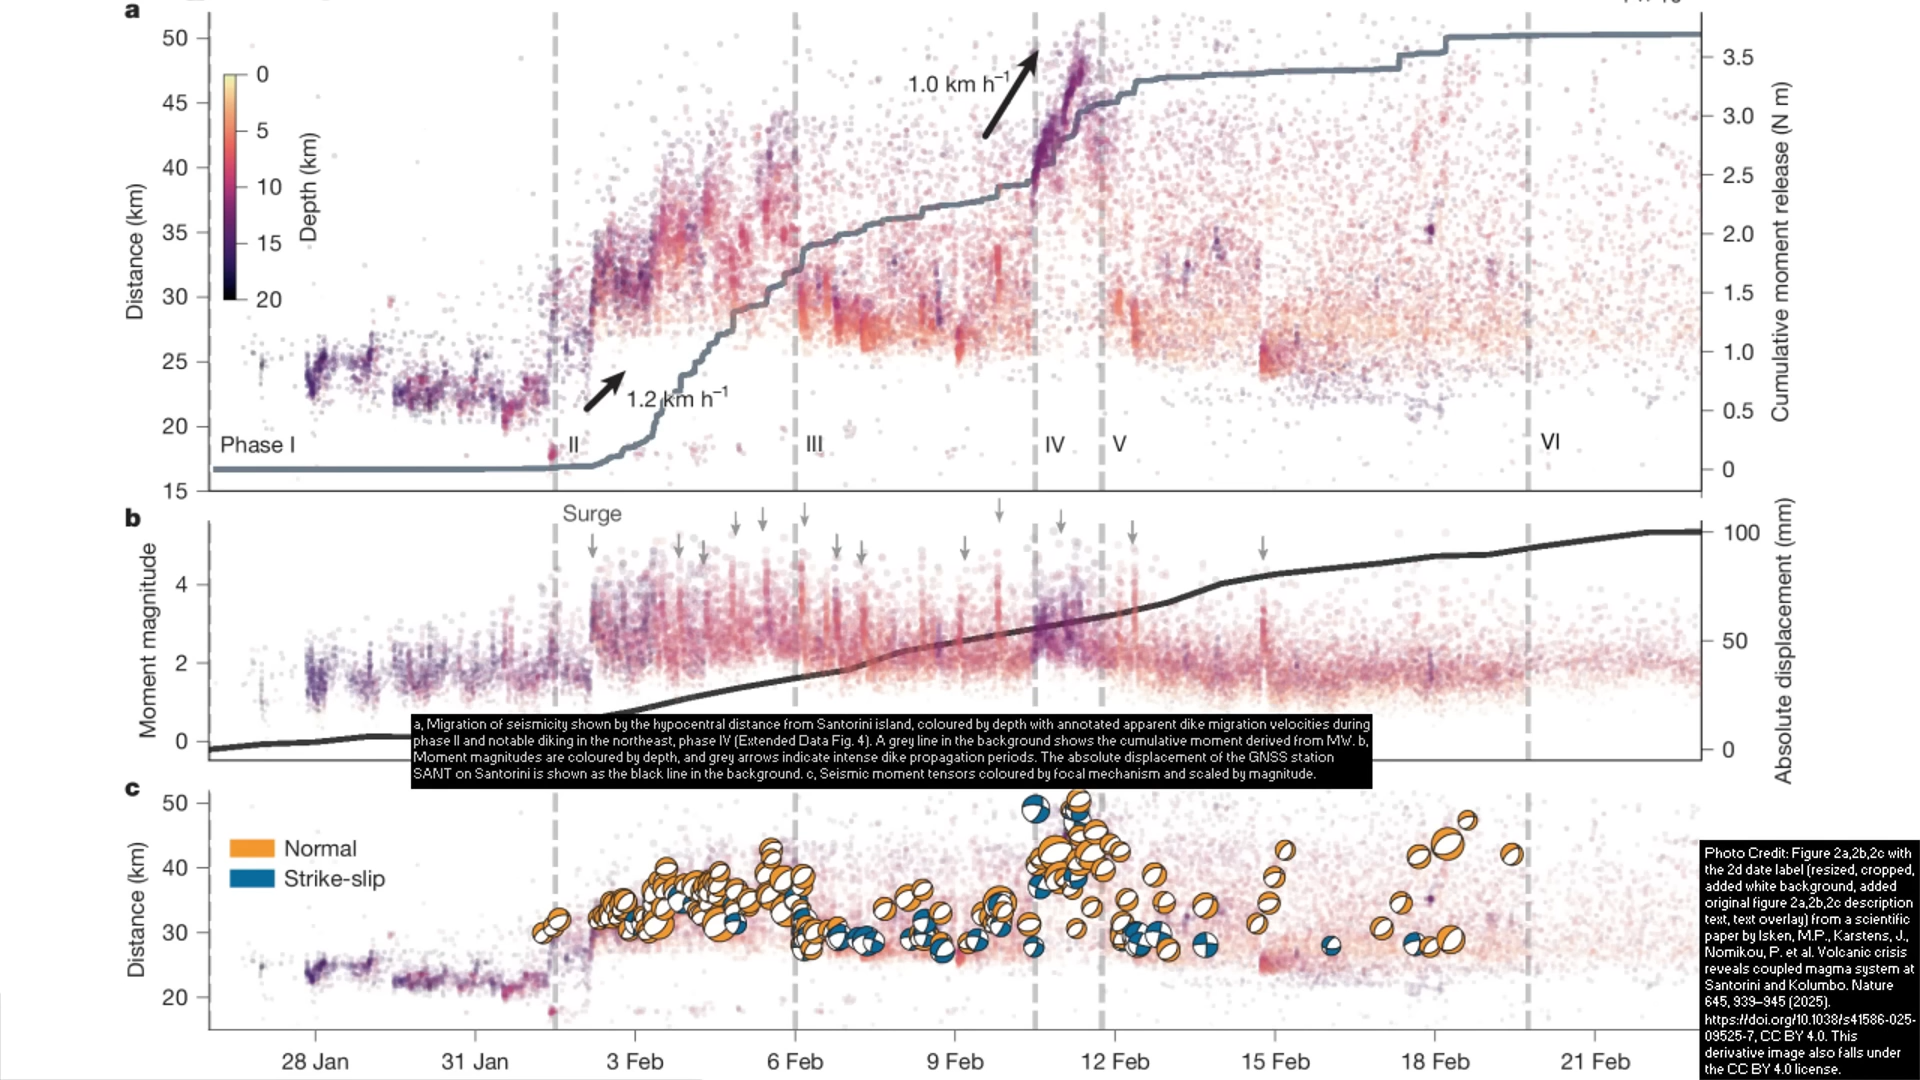 a
50
45
40
35
30
25
20
15
Distance (km)
0
5
10
15
20
Depth (km)
1.0 km h⁻¹
1.2 km h⁻¹
Phase I
II
III
IV
V
VI
3.5
3.0
2.5
2.0
1.5
1.0
0.5
0
Cumulative moment release (N m)
b
Surge
4
2
0
Moment magnitude
100
50
0
Absolute displacement (mm)
a, Migration of seismicity shown by the hypocentral distance from Santorini island, coloured by depth with annotated apparent dike migration velocities during
phase II and notable diking in the northeast, phase IV (Extended Data Fig. 4). A grey line in the background shows the cumulative moment derived from MW. b,
Moment magnitudes are coloured by depth, and grey arrows indicate intense dike propagation periods. The absolute displacement of the GNSS station
SANT on Santorini is shown as the black line in the background. c, Seismic moment tensors coloured by focal mechanism and scaled by magnitude.
c
50
40
30
20
Distance (km)
Normal
Strike-slip
28 Jan
31 Jan
3 Feb
6 Feb
9 Feb
12 Feb
15 Feb
18 Feb
21 Feb
Photo Credit: Figure 2a,2b,2c with
the 2d date label (resized, cropped,
added white background, added
original figure 2a,2b,2c description
text, text overlay) from a scientific
paper by Isken, M.P., Karstens, J.,
Nomikou, P. et al. Volcanic crisis
reveals coupled magma system at
Santorini and Kolumbo. Nature
645, 939–945 (2025).
https://doi.org/10.1038/s41586-025-
09525-7, CC BY 4.0. This
derivative image also falls under
the CC BY 4.0 license.